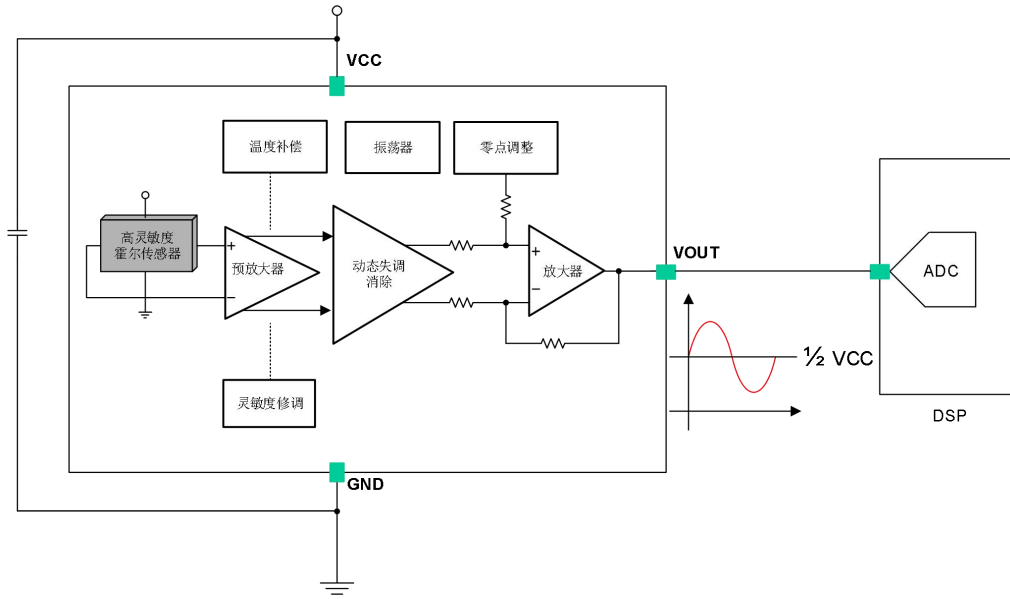 VCC
温度补偿
振荡器
零点调整
高灵敏度
霍尔传感器
+
−
预放大器
动态失调
消除
+
−
放大器
VOUT
ADC
½ VCC
灵敏度修调
DSP
GND